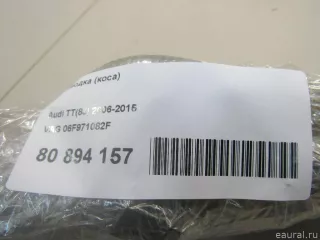 (коса)
Audi TT(8J) 2006-2015
VAG 06F971082F
80 894 157
© eaural.ru